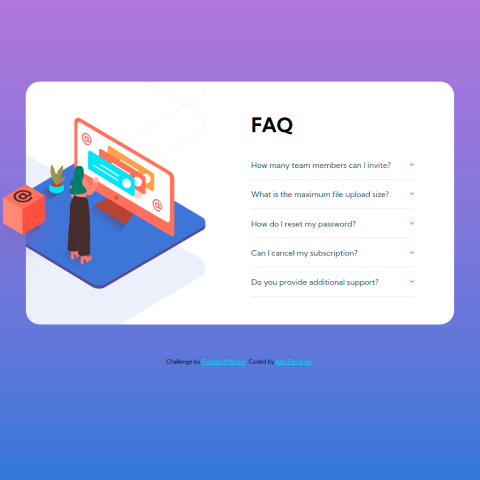 FAQ
How many team members can I invite?
What is the maximum file upload size?
How do I reset my password?
Can I cancel my subscription?
Do you provide additional support?
Challenge by Frontend Mentor. Coded by